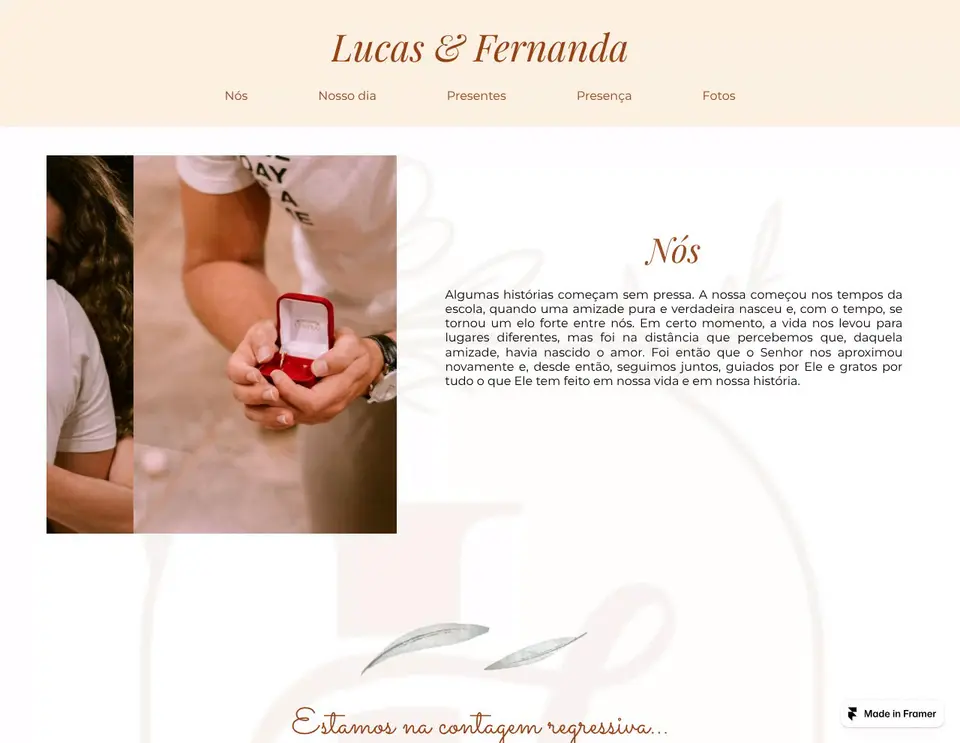 Lucas & Fernanda
Nós Nosso dia Presentes Presença Fotos
Nós
Algumas histórias começam sem pressa. A nossa começou nos tempos da
escola, quando uma amizade pura e verdadeira nasceu e, com o tempo, se
tornou um elo forte entre nós. Em certo momento, a vida nos levou para
lugares diferentes, mas foi na distância que percebemos que, daquela
amizade, havia nascido o amor. Foi então que o Senhor nos aproximou
novamente e, desde então, seguimos juntos, guiados por Ele e gratos por
tudo o que Ele tem feito em nossa vida e em nossa história.
Estamos na contagem regressiva...
Made in Framer